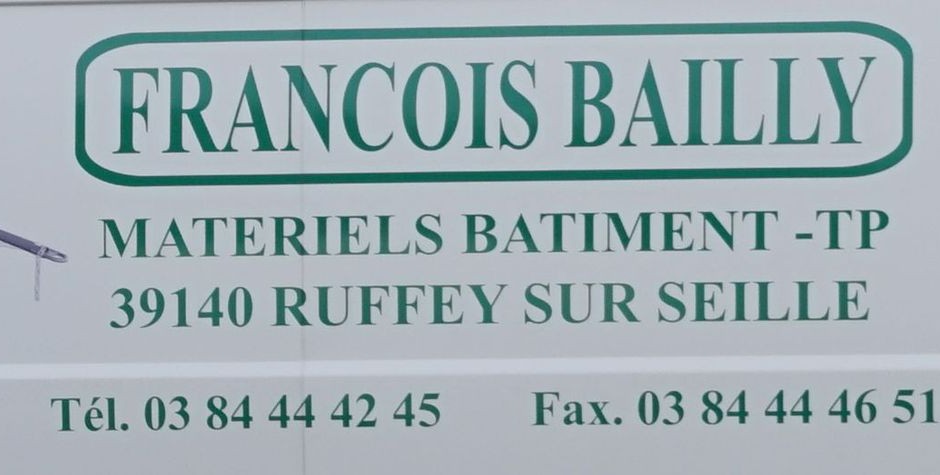 FRANCOIS BAILLY
MATERIELS BATIMENT -TP
39140 RUFFEY SUR SEILLE
Tél. 03 84 44 42 45 Fax. 03 84 44 46 51